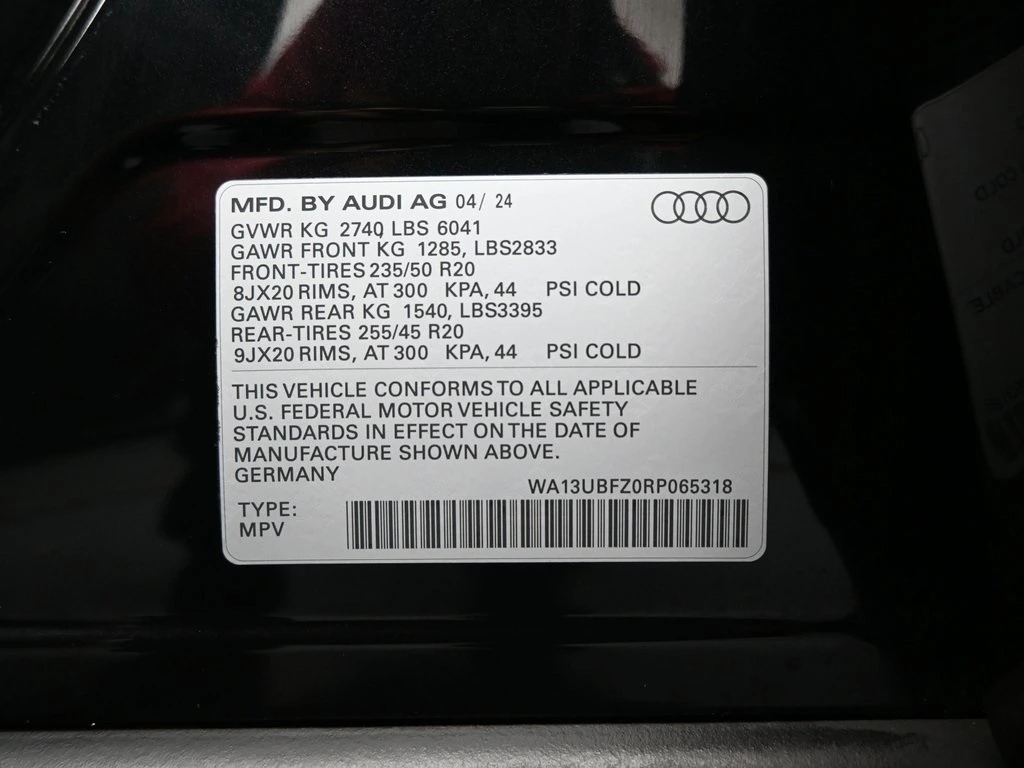 MFD. BY AUDI AG 04/ 24
GVWR KG 2740 LBS 6041
GAWR FRONT KG 1285, LBS2833
FRONT-TIRES 235/50 R20
8JX20 RIMS, AT 300 KPA, 44 PSI COLD
GAWR REAR KG 1540, LBS3395
REAR-TIRES 255/45 R20
9JX20 RIMS, AT 300 KPA, 44 PSI COLD
THIS VEHICLE CONFORMS TO ALL APPLICABLE
U.S. FEDERAL MOTOR VEHICLE SAFETY
STANDARDS IN EFFECT ON THE DATE OF
MANUFACTURE SHOWN ABOVE.
GERMANY
WA13UBFZ0RP065318
TYPE:
MPV
COLD